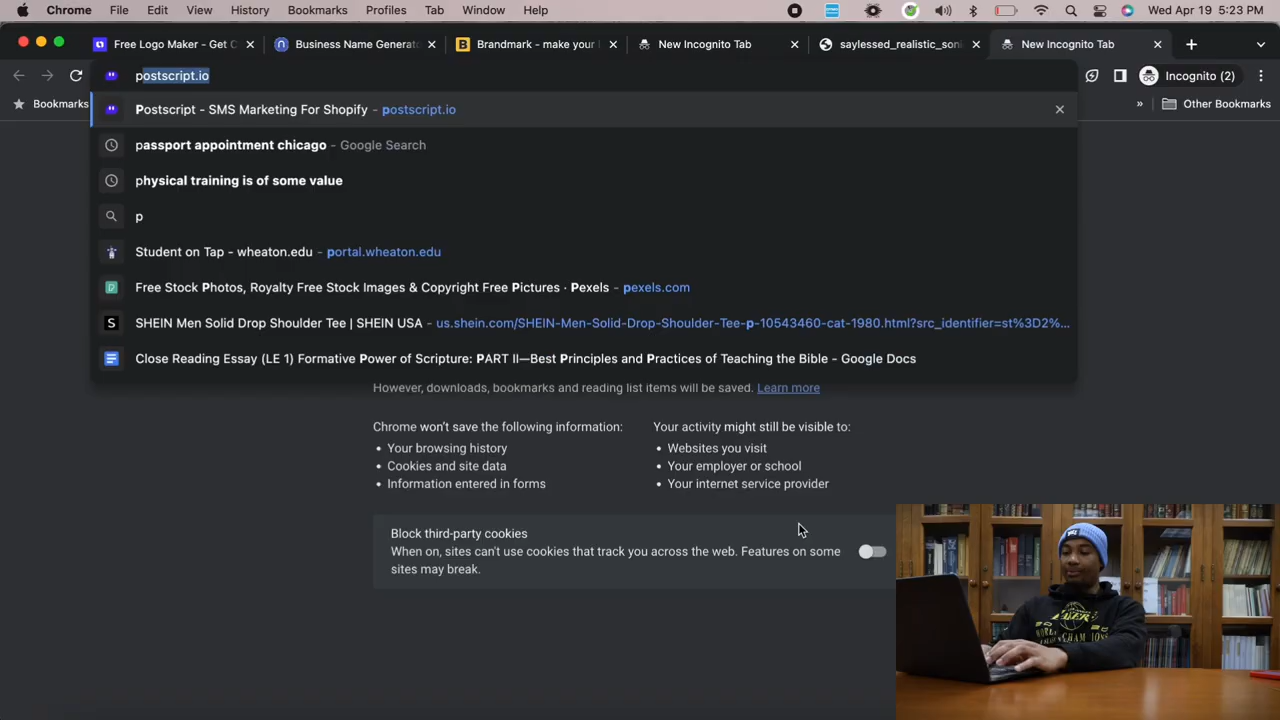 Chrome File Edit View History Bookmarks Profiles Tab Window Help Wed Apr 19 5:23 PM
Free Logo Maker - Get C Business Name Generato Brandmark - make your l New Incognito Tab saylessed_realistic_soni New Incognito Tab
postscript.io Incognito (2)
Bookmarks » Other Bookmarks
Postscript - SMS Marketing For Shopify - postscript.io
passport appointment chicago - Google Search
physical training is of some value
p
Student on Tap - wheaton.edu - portal.wheaton.edu
Free Stock Photos, Royalty Free Stock Images & Copyright Free Pictures · Pexels - pexels.com
SHEIN Men Solid Drop Shoulder Tee | SHEIN USA - us.shein.com/SHEIN-Men-Solid-Drop-Shoulder-Tee-p-10543460-cat-1980.html?src_identifier=st%3D2%...
Close Reading Essay (LE 1) Formative Power of Scripture: PART II—Best Principles and Practices of Teaching the Bible - Google Docs
However, downloads, bookmarks and reading list items will be saved. Learn more
Chrome won't save the following information:
• Your browsing history
• Cookies and site data
• Information entered in forms
Your activity might still be visible to:
• Websites you visit
• Your employer or school
• Your internet service provider
Block third-party cookies
When on, sites can't use cookies that track you across the web. Features on some
sites may break.
LAKERS
WORLD
CHAMPIONS